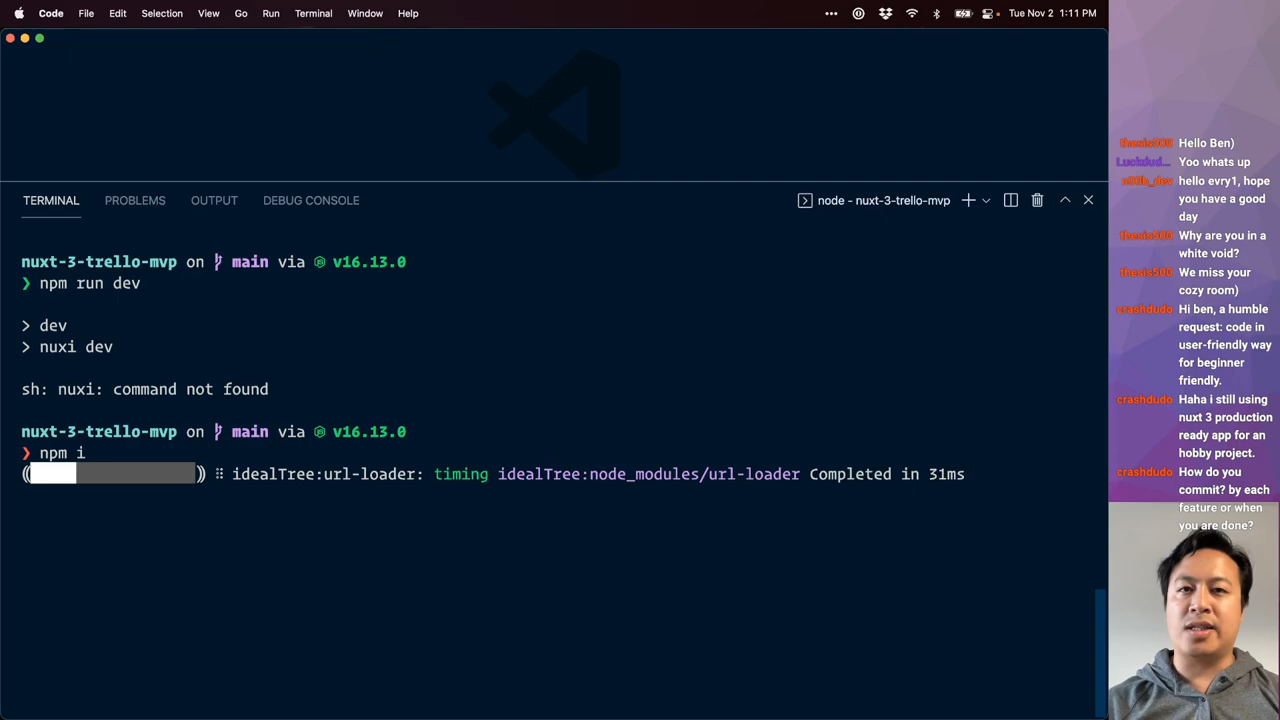 Code File Edit Selection View Go Run Terminal Window Help Tue Nov 2 1:11 PM
TERMINAL PROBLEMS OUTPUT DEBUG CONSOLE node - nuxt-3-trello-mvp
nuxt-3-trello-mvp on main via v16.13.0
❯ npm run dev
> dev
> nuxi dev
sh: nuxi: command not found
nuxt-3-trello-mvp on main via v16.13.0
❯ npm i
idealTree:url-loader: timing idealTree:node_modules/url-loader Completed in 31ms
thesis500 Hello Ben)
Luckdud... Yoo whats up
n00b_dev hello evry1, hope
you have a good
day
thesis500 Why are you in a
white void?
thesis500 We miss your
cozy room)
crashdudo Hi ben, a humble
request: code in
user-friendly way
for beginner
friendly.
crashdudo Haha i still using
nuxt 3 production
ready app for an
hobby project.
crashdudo How do you
commit? by each
feature or when
you are done?